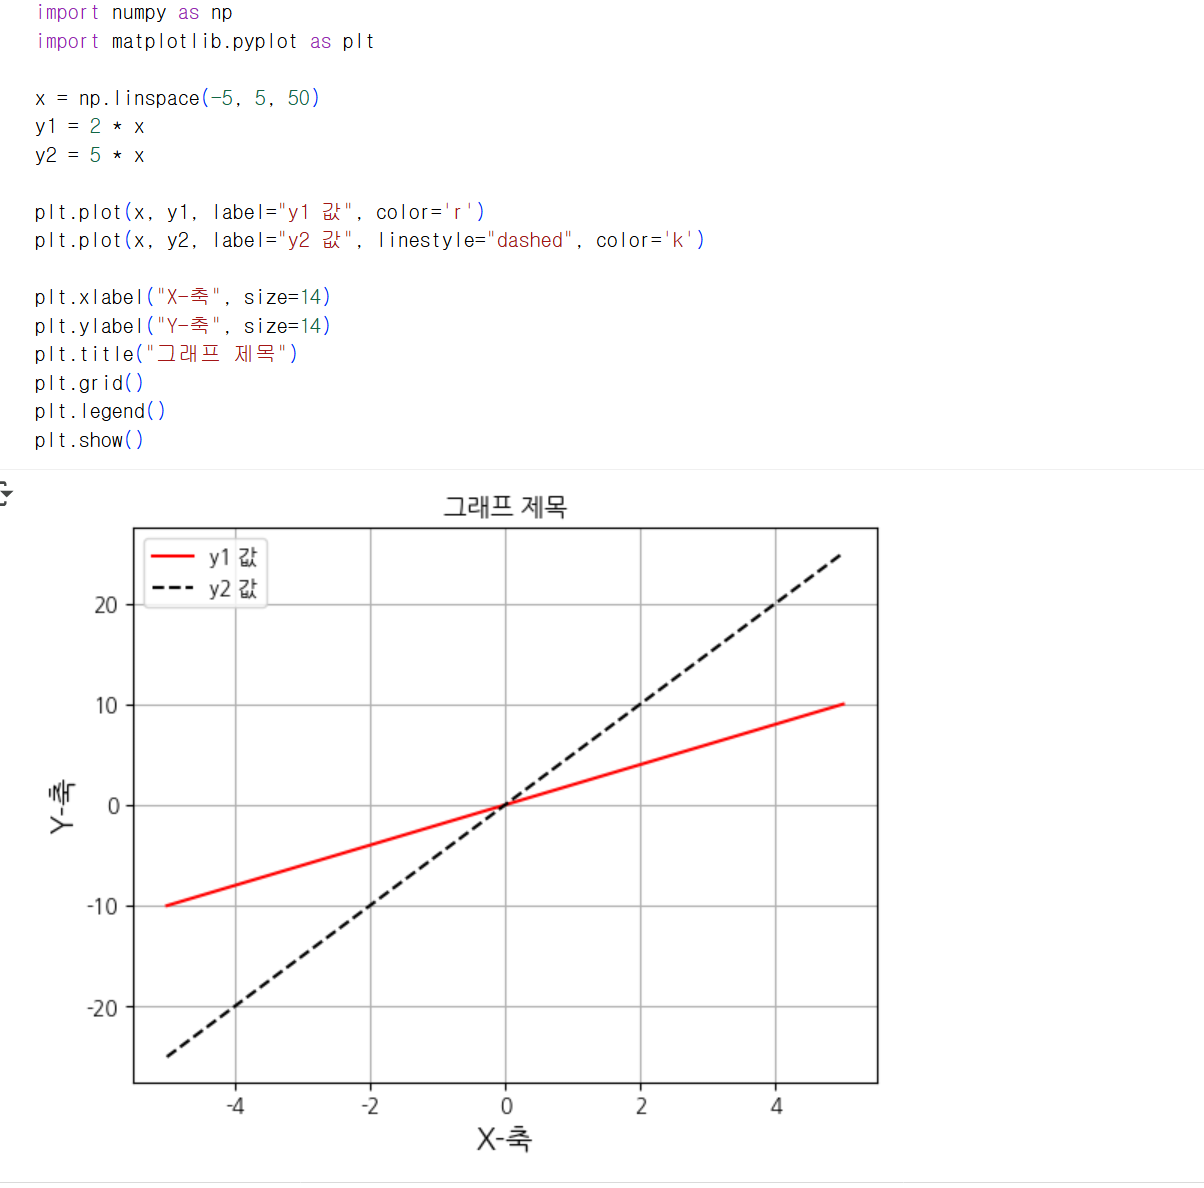 import numpy as np
import matplotlib.pyplot as plt
x = np.linspace(-5, 5, 50)
y1 = 2 * x
y2 = 5 * x
plt.plot(x, y1, label="y1 값", color='r')
plt.plot(x, y2, label="y2 값", linestyle="dashed", color='k')
plt.xlabel("X-축", size=14)
plt.ylabel("Y-축", size=14)
plt.title("그래프 제목")
plt.grid()
plt.legend()
plt.show()
그래프 제목
y1 값
y2 값
20
10
0
-10
-20
Y-축
-4 -2 0 2 4
X-축